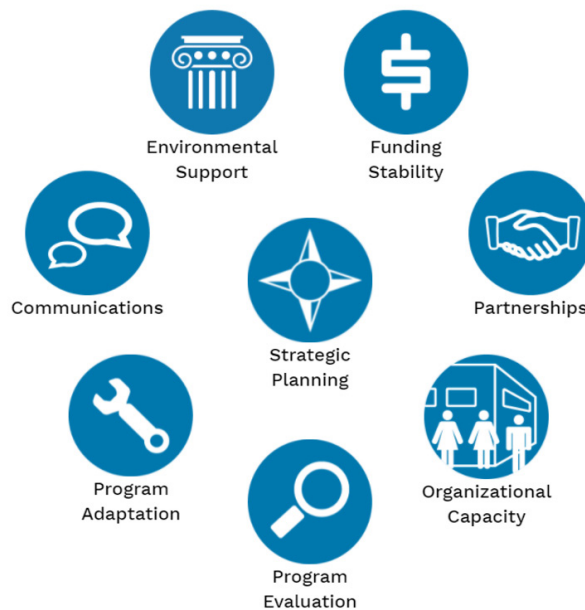 Environmental
Support
Funding
Stability
Communications
Partnerships
Strategic
Planning
Program
Adaptation
Organizational
Capacity
Program
Evaluation